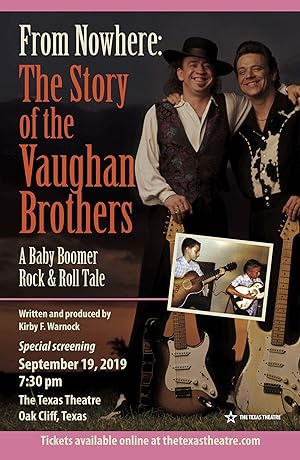 From Nowhere:
The Story
of the
Vaughan
Brothers
A Baby Boomer
Rock & Roll Tale
Written and produced by
Kirby F. Warnock
Special screening
September 19, 2019
7:30 pm
The Texas Theatre
Oak Cliff, Texas
THE TEXAS THEATRE
Tickets available online at thetexastheatre.com